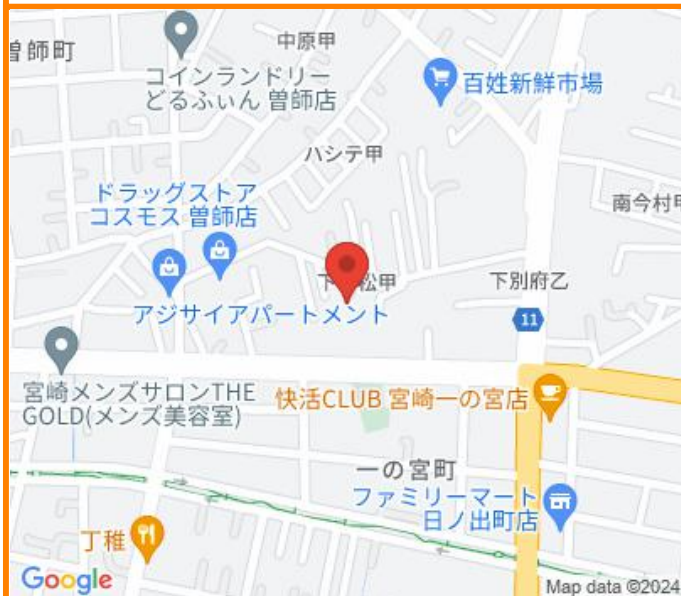 曽師町
中原甲
コインランドリー
どるふぃん 曽師店
百姓新鮮市場
ハシテ甲
ドラッグストア
コスモス 曽師店
南今村甲
松甲
下別府乙
アジサイアパートメント
11
宮崎メンズサロンTHE
GOLD(メンズ美容室)
快活CLUB 宮崎一の宮店
一の宮町
ファミリーマート
日ノ出町店
丁稚
Google
Map data ©2024